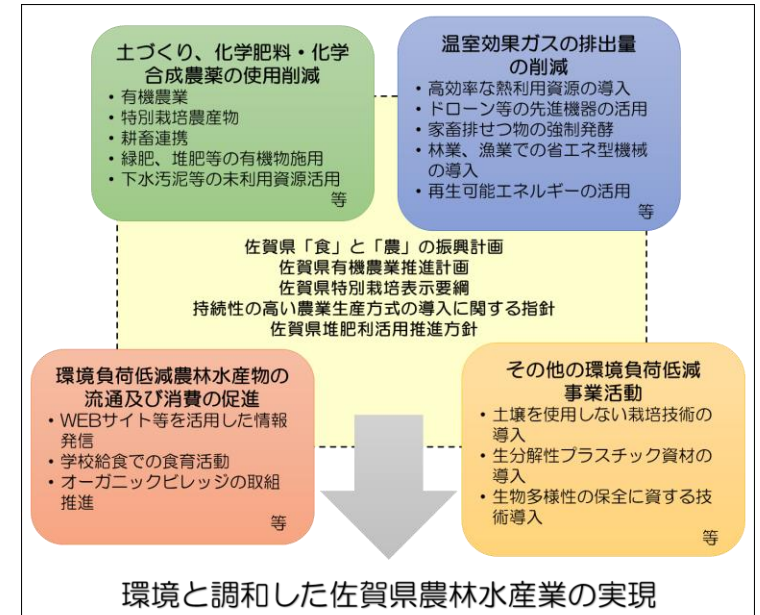 土づくり、化学肥料・化学
合成農薬の使用削減
・有機農業
・特別栽培農産物
・耕畜連携
・緑肥、堆肥等の有機物施用
・下水汚泥等の未利用資源活用
等
温室効果ガスの排出量
の削減
・高効率な熱利用資源の導入
・ドローン等の先進機器の活用
・家畜排せつ物の強制発酵
・林業、漁業での省エネ型機械
の導入
・再生可能エネルギーの活用
等
佐賀県「食」と「農」の振興計画
佐賀県有機農業推進計画
佐賀県特別栽培表示要綱
持続性の高い農業生産方式の導入に関する指針
佐賀県堆肥利活用推進方針
環境負荷低減農林水産物の
流通及び消費の促進
・WEBサイト等を活用した情報
発信
・学校給食での食育活動
・オーガニックビレッジの取組
推進
等
その他の環境負荷低減
事業活動
・土壌を使用しない栽培技術の
導入
・生分解性プラスチック資材の
導入
・生物多様性の保全に資する技
術導入
等
環境と調和した佐賀県農林水産業の実現